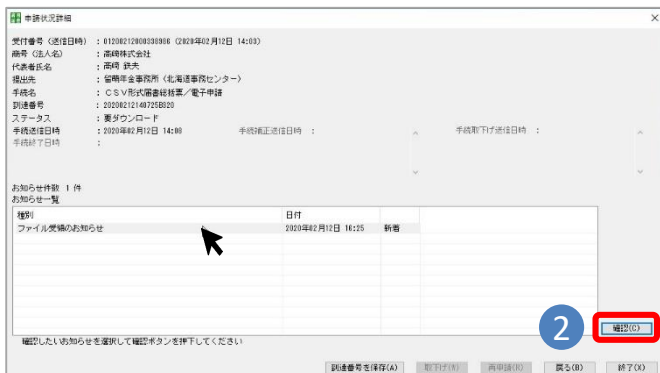 申請状況詳細
受付番号（送信日時） : 01200212000338986 (2020年02月12日 14:03)
商号（法人名） : 高崎株式会社
代表者氏名 : 高崎 鉄夫
提出先 : 留萌年金事務所（北海道事務センター）
手続名 : ＣＳＶ形式届書総括票／電子申請
到達番号 : 20200212140725B820
ステータス : 要ダウンロード
手続送信日時 : 2020年02月12日 14:08 手続補正送信日時 : 手続取下げ送信日時 :
手続終了日時 :
お知らせ件数 1 件
お知らせ一覧
種別 日付
ファイル受領のお知らせ 2020年02月12日 16:25 新着
2 確認(C)
確認したいお知らせを選択して確認ボタンを押下してください
到達番号を保存(A) 取下げ(W) 再申請(R) 戻る(B) 終了(X)